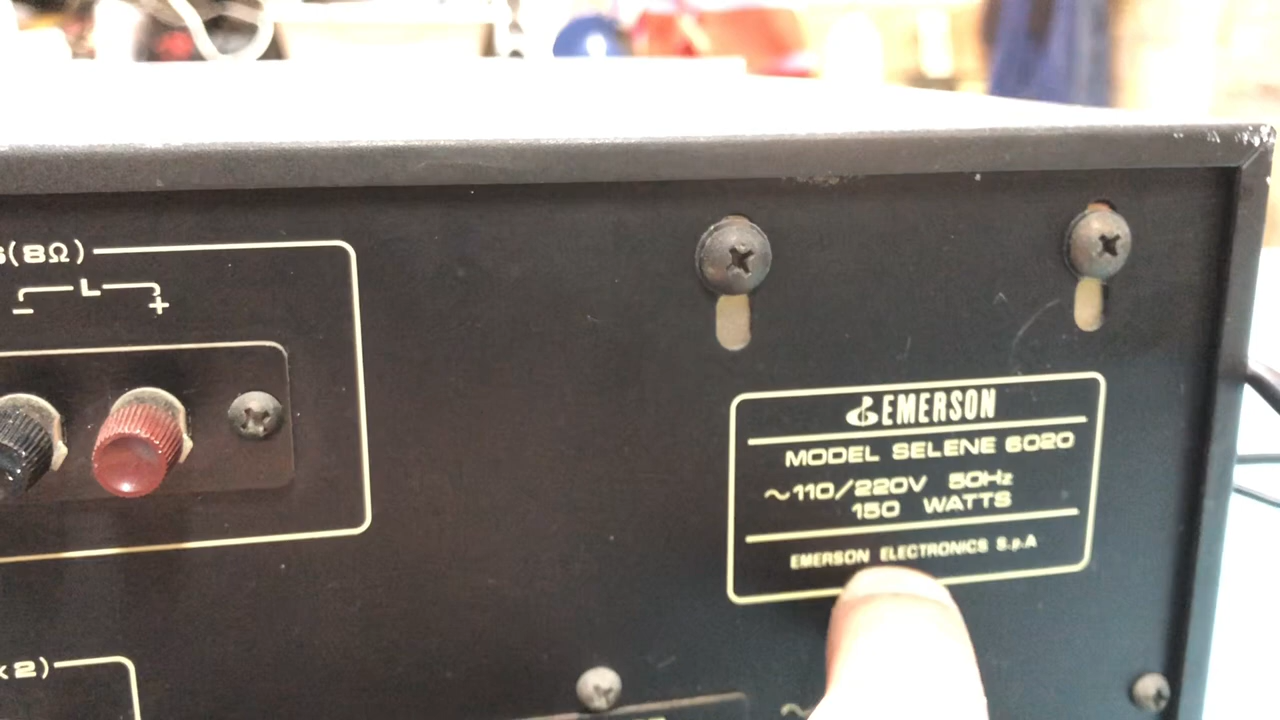 (8Ω)
L
- +
EMERSON
MODEL SELENE 6020
~110/220V 50Hz
150 WATTS
EMERSON ELECTRONICS S.p.A
x2)
~